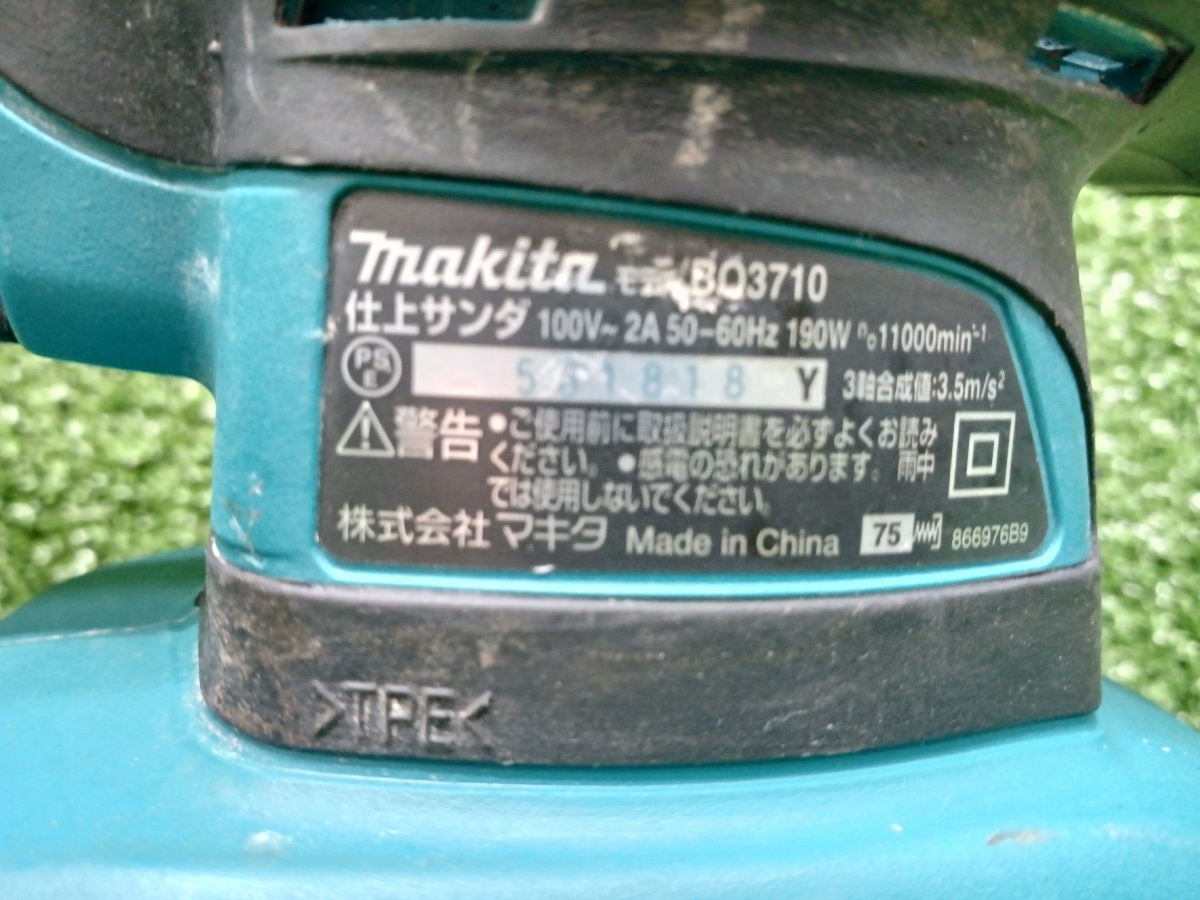 makita モデル BO3710
仕上サンダ 100V~ 2A 50-60Hz 190W n₀11000min⁻¹
PS E Y 3軸合成値:3.5m/s²
警告 ●ご使用前に取扱説明書を必ずよくお読み
ください。●感電の恐れがあります。雨中
では使用しないでください。
株式会社 マキタ Made in China 75 866976B9
>TPE<